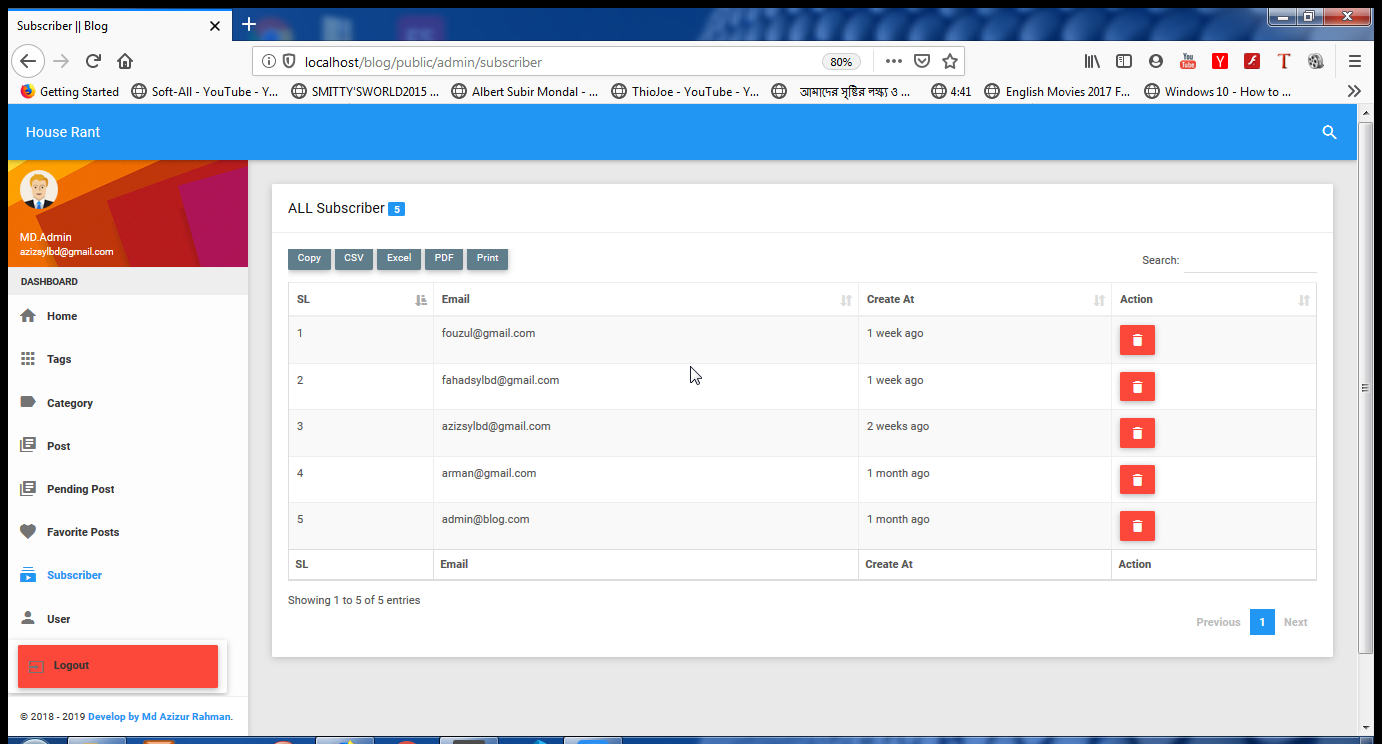 Subscriber || Blog
localhost/blog/public/admin/subscriber
80%
Getting Started
Soft-All - YouTube - Y...
SMITTY'SWORLD2015 ...
Albert Subir Mondal - ...
ThioJoe - YouTube - Y...
আমাদের সৃষ্টির লক্ষ্য ও ...
4:41
English Movies 2017 F...
Windows 10 - How to ...
House Rant
MD.Admin
azizsylbd@gmail.com
DASHBOARD
Home
Tags
Category
Post
Pending Post
Favorite Posts
Subscriber
User
Logout
© 2018 - 2019 Develop by Md Azizur Rahman.
ALL Subscriber 5
Copy CSV Excel PDF Print
Search:
SL Email Create At Action
1 fouzul@gmail.com 1 week ago
2 fahadsylbd@gmail.com 1 week ago
3 azizsylbd@gmail.com 2 weeks ago
4 arman@gmail.com 1 month ago
5 admin@blog.com 1 month ago
SL Email Create At Action
Showing 1 to 5 of 5 entries
Previous 1 Next